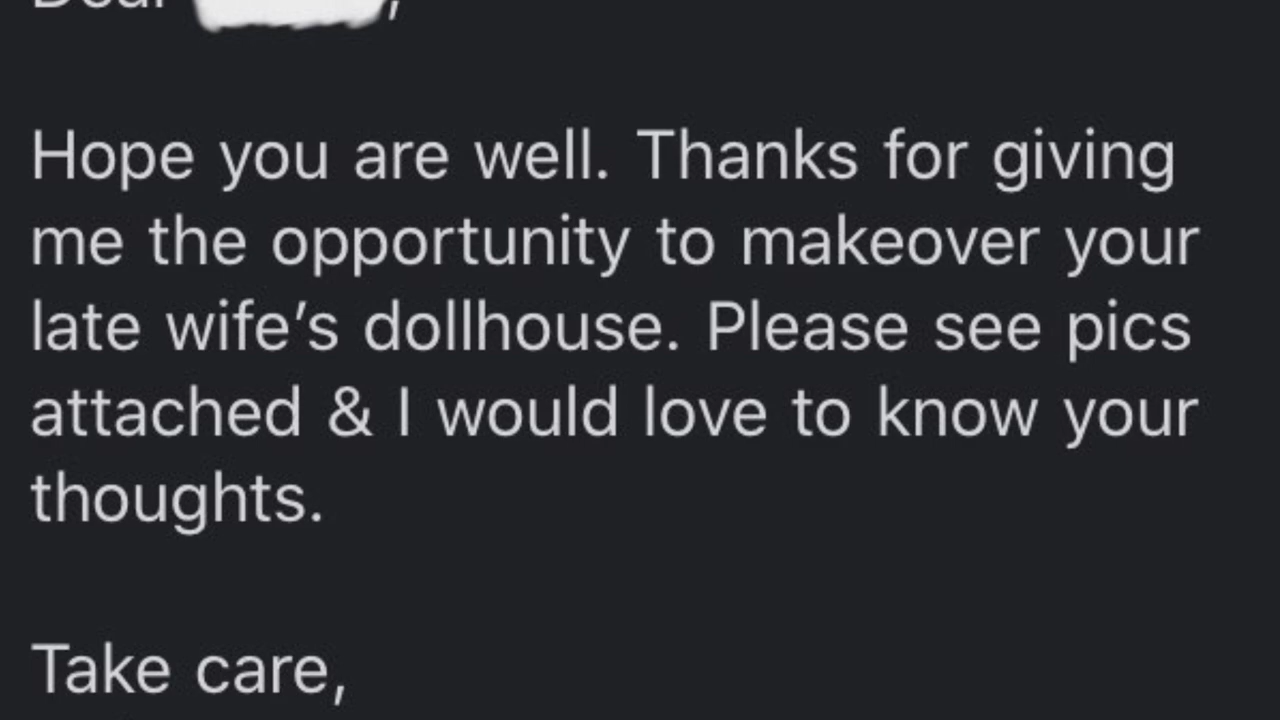 Dear ,
Hope you are well. Thanks for giving
me the opportunity to makeover your
late wife’s dollhouse. Please see pics
attached & I would love to know your
thoughts.
Take care,